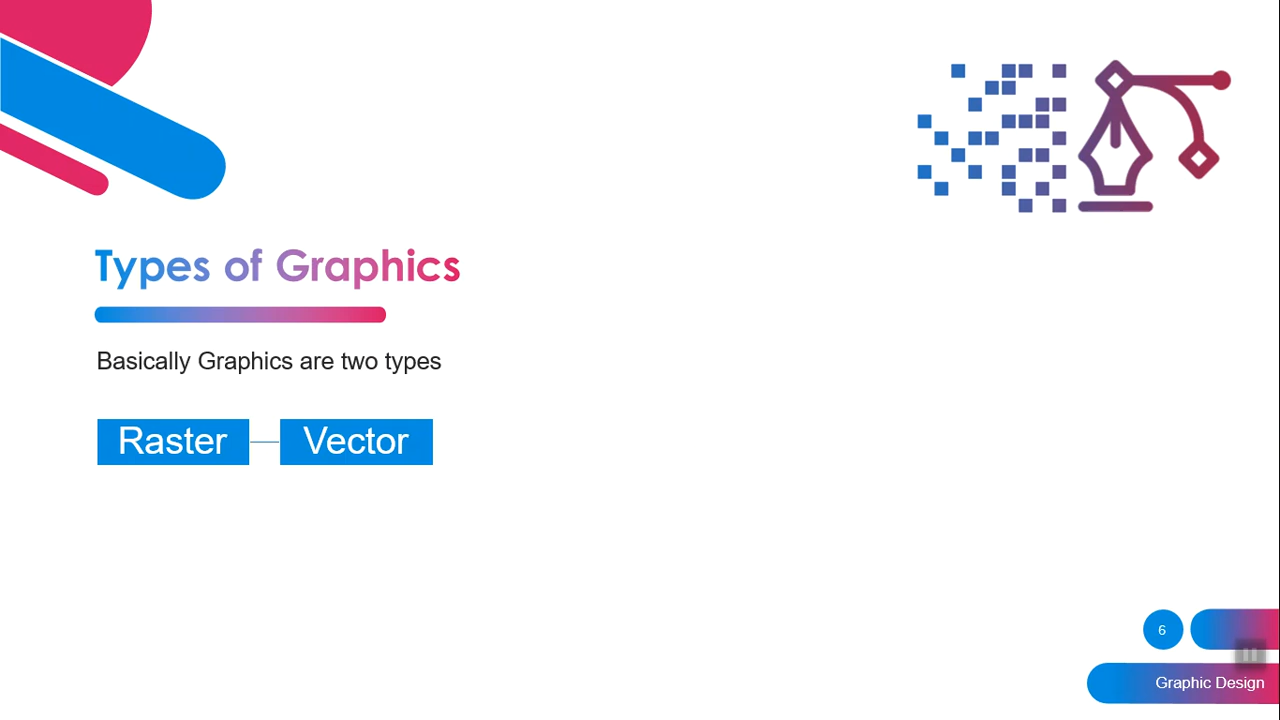 Types of Graphics
Basically Graphics are two types
Raster
Vector
6
Graphic Design